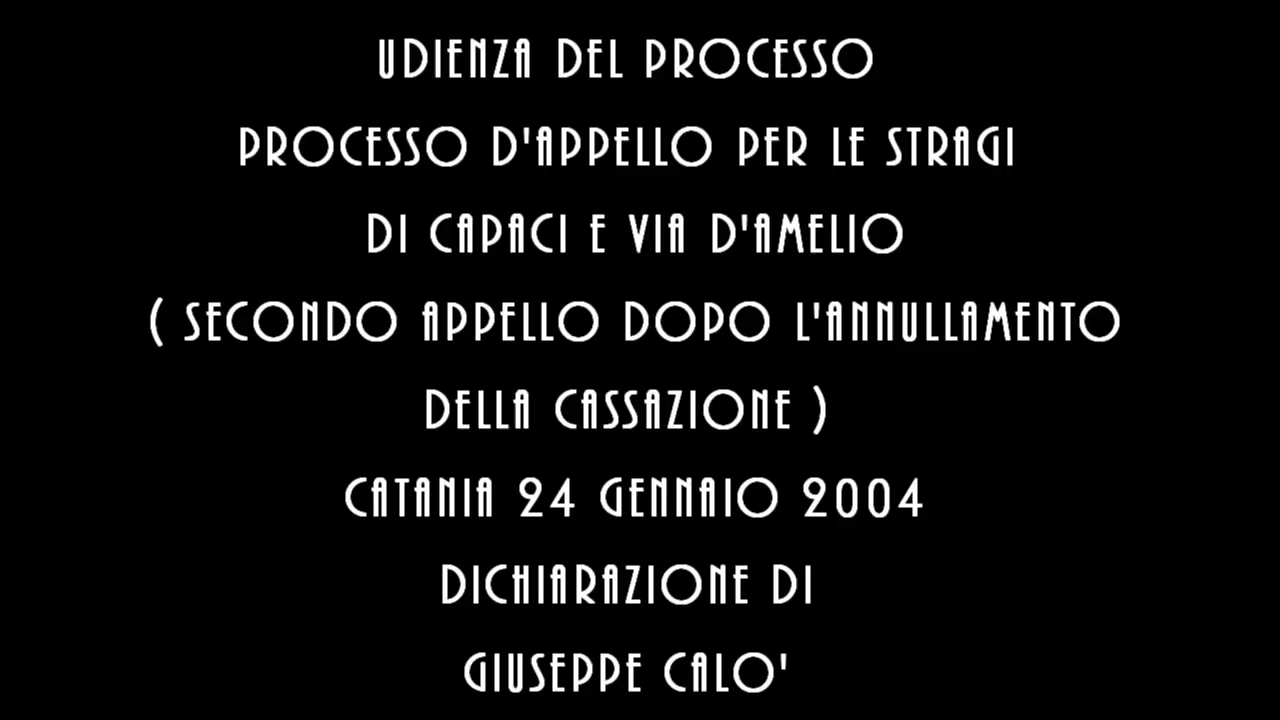 UDIENZA DEL PROCESSO
PROCESSO D'APPELLO PER LE STRAGI
DI CAPACI E VIA D'AMELIO
( SECONDO APPELLO DOPO L'ANNULLAMENTO
DELLA CASSAZIONE )
CATANIA 24 GENNAIO 2004
DICHIARAZIONE DI
GIUSEPPE CALO'